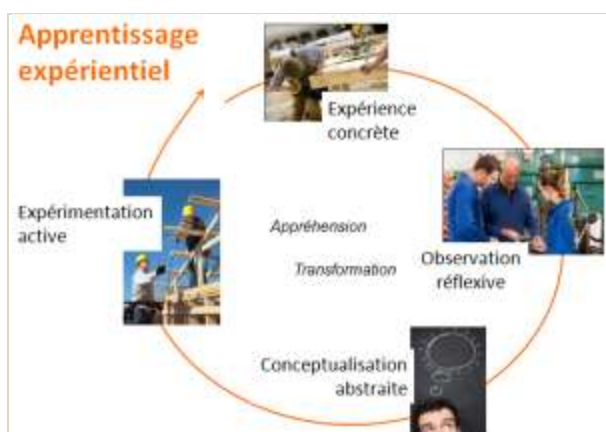 Apprentissage
expérientiel
Expérience
concrète
Expérimentation
active
Appréhension
Transformation
Observation
réflexive
Conceptualisation
abstraite